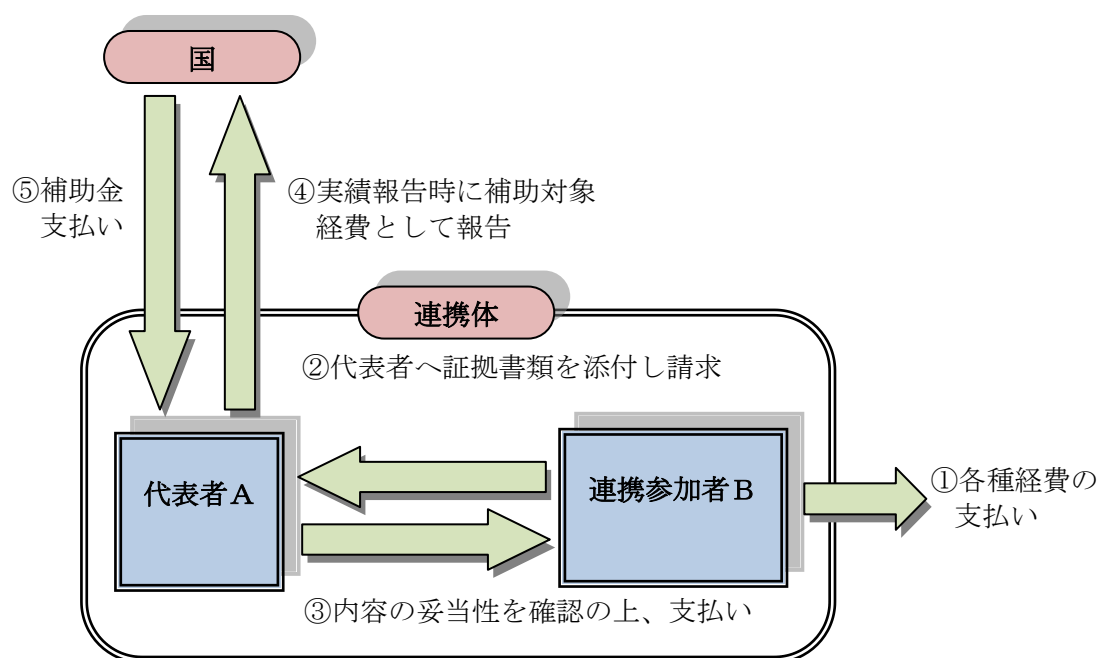 国
⑤補助金
支払い
④実績報告時に補助対象
経費として報告
連携体
②代表者へ証拠書類を添付し請求
代表者A
連携参加者B
①各種経費の
支払い
③内容の妥当性を確認の上、支払い